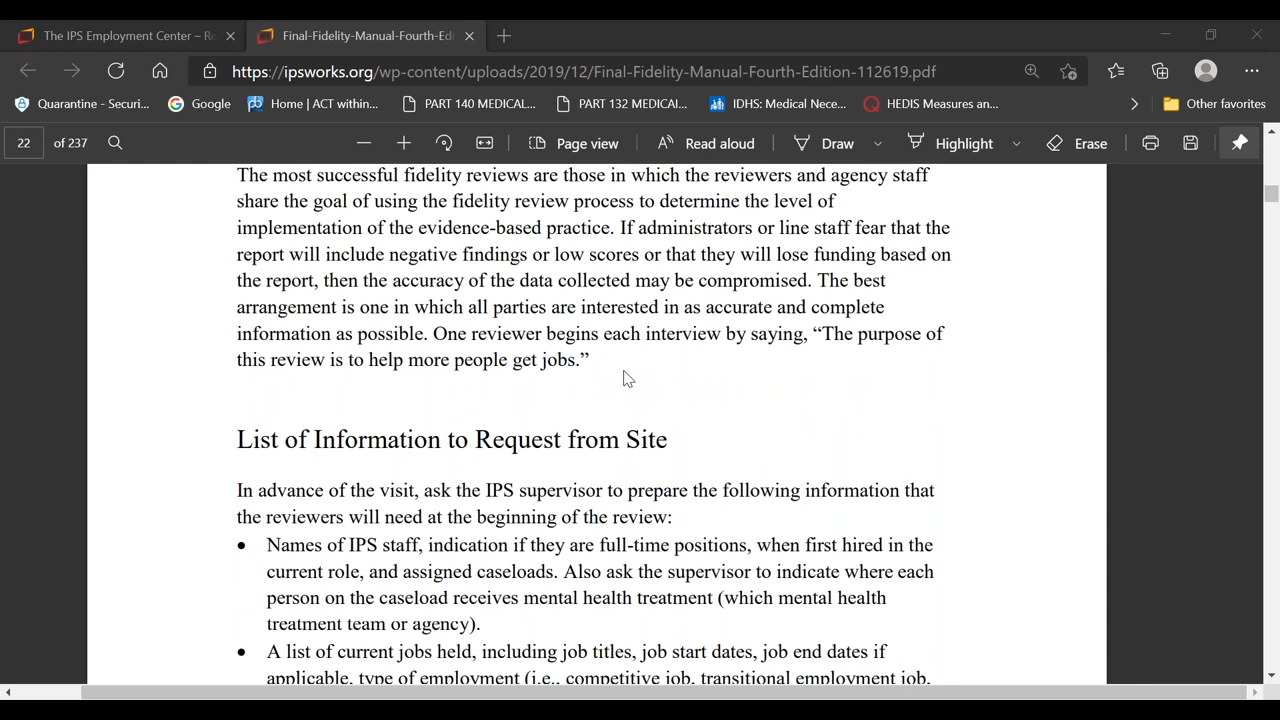 The IPS Employment Center – Re
Final-Fidelity-Manual-Fourth-Edi
https://ipsworks.org/wp-content/uploads/2019/12/Final-Fidelity-Manual-Fourth-Edition-112619.pdf
Quarantine - Securi...
Google
Home | ACT within...
PART 140 MEDICAL...
PART 132 MEDICAI...
IDHS: Medical Nece...
HEDIS Measures an...
Other favorites
22 of 237
Page view
Read aloud
Draw
Highlight
Erase
The most successful fidelity reviews are those in which the reviewers and agency staff
share the goal of using the fidelity review process to determine the level of
implementation of the evidence-based practice. If administrators or line staff fear that the
report will include negative findings or low scores or that they will lose funding based on
the report, then the accuracy of the data collected may be compromised. The best
arrangement is one in which all parties are interested in as accurate and complete
information as possible. One reviewer begins each interview by saying, “The purpose of
this review is to help more people get jobs.”
List of Information to Request from Site
In advance of the visit, ask the IPS supervisor to prepare the following information that
the reviewers will need at the beginning of the review:
• Names of IPS staff, indication if they are full-time positions, when first hired in the
current role, and assigned caseloads. Also ask the supervisor to indicate where each
person on the caseload receives mental health treatment (which mental health
treatment team or agency).
• A list of current jobs held, including job titles, job start dates, job end dates if
applicable, type of employment (i.e., competitive job, transitional employment job,